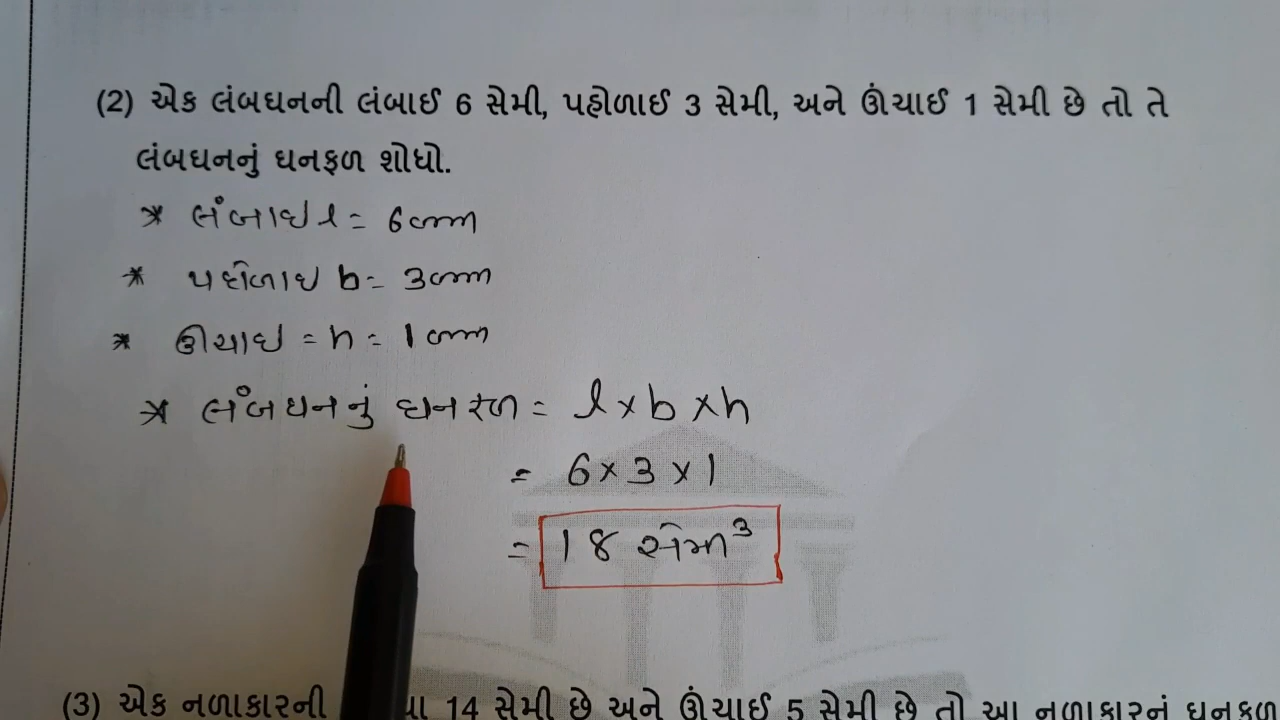 (2) એક લંબઘનની લંબાઈ 6 સેમી, પહોળાઈ 3 સેમી, અને ઊંચાઈ 1 સેમી છે તો તે
લંબઘનનું ઘનફળ શોધો.
* લંબાઇ l = 6cm
* પહોળાઇ b = 3cm
* ઊંચાઇ = h = 1cm
* લંબઘનનું ઘનફળ = l × b × h
= 6 × 3 × 1
= 18 સેમી³
(3) એક નળાકારની 14 સેમી છે અને ઊંચાઈ 5 સેમી છે તો આ નળાકારનું ઘનફળ